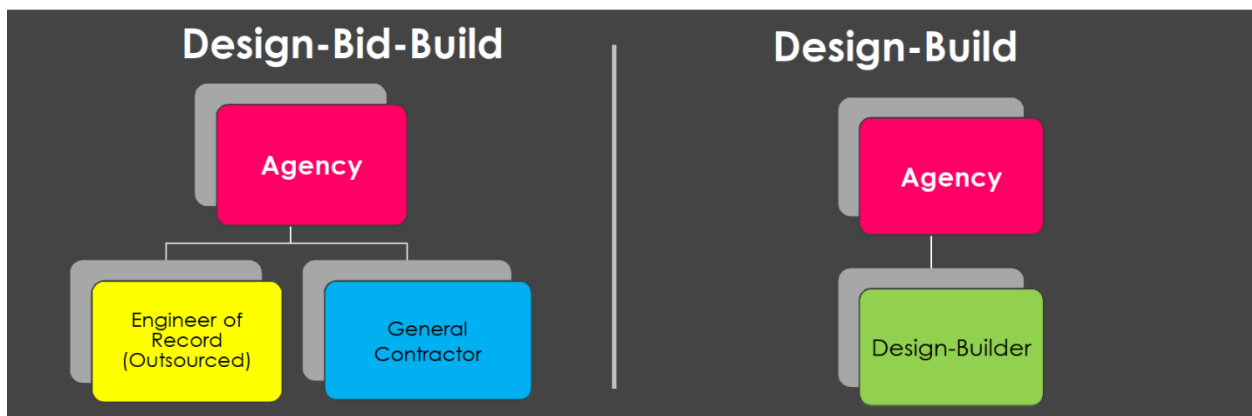 Design-Bid-Build
Agency
Engineer of
Record
(Outsourced)
General
Contractor
Design-Build
Agency
Design-Builder